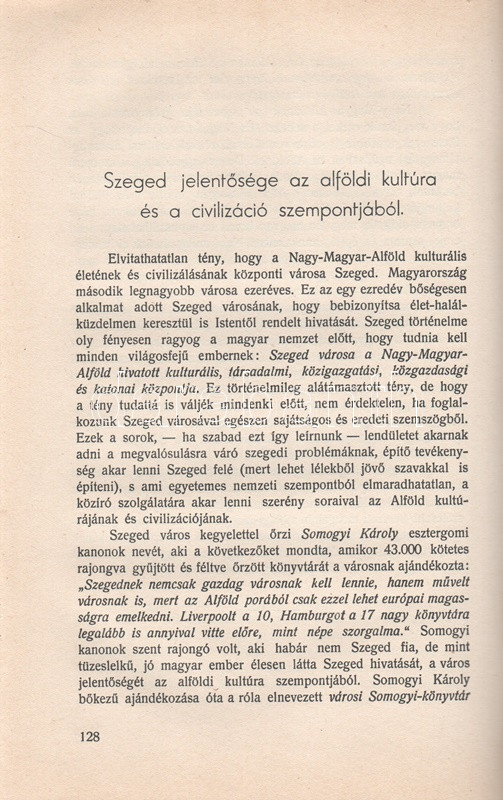 Szeged jelentősége az alföldi kultúra
és a civilizáció szempontjából.
Elvitathatatlan tény, hogy a Nagy-Magyar-Alföld kulturális
életének és civilizálásának központi városa Szeged. Magyarország
második legnagyobb városa ezeréves. Ez az egy ezredév bőségesen
alkalmat adott Szeged városának, hogy bebizonyítsa élet-halál-
küzdelmen keresztül is Istentől rendelt hivatását. Szeged történelme
oly fényesen ragyog a magyar nemzet előtt, hogy tudnia kell
minden világosfejű embernek: Szeged városa a Nagy-Magyar-
Alföld hivatott kulturális, társadalmi, közigazgatási, közgazdasági
és katonai központja. Ez történelmileg alátámasztott tény, de hogy
a tény tudattá is váljék mindenki előtt, nem érdektelen, ha foglal-
kozunk Szeged városával egészen sajátságos és eredeti szemszögből.
Ezek a sorok, — ha szabad ezt így leírnunk — lendületet akarnak
adni a megvalósulásra váró szegedi problémáknak, építő tevékeny-
ség akar lenni Szeged felé (mert lehet lélekből jövő szavakkal is
építeni), s ami egyetemes nemzeti szempontból elmaradhatatlan, a
közíró szolgálatára akar lenni szerény soraival az Alföld kultú-
rájának és civilizációjának.
Szeged város kegyelettel őrzi Somogyi Károly esztergomi
kanonok nevét, aki a következőket mondta, amikor 43.000 kötetes
rajongva gyűjtött és féltve őrzött könyvtárát a városnak ajándékozta:
„Szegednek nemcsak gazdag városnak kell lennie, hanem művelt
városnak is, mert az Alföld porából csak ezzel lehet európai magas-
ságra emelkedni. Liverpoolt a 10, Hamburgot a 17 nagy könyvtára
legalább is annyival vitte előre, mint népe szorgalma.“ Somogyi
kanonok szent rajongó volt, aki habár nem Szeged fia, de mint
tüzeslelkű, jó magyar ember élesen látta Szeged hivatását, a város
jelentőségét az alföldi kultúra szempontjából. Somogyi Károly
bőkezű ajándékozása óta a róla elnevezett városi Somogyi-könyvtár
128